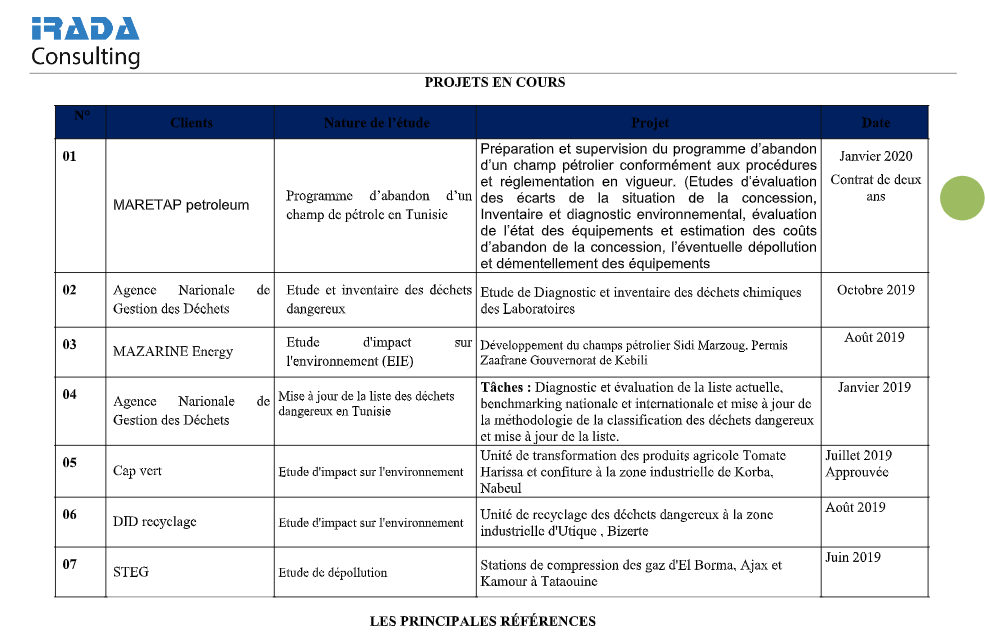 iRADA
Consulting
PROJETS EN COURS
N°
Clients
Nature de l'étude
Projet
Date
01
MARETAP petroleum
Programme d'abandon d'un
champ de pétrole en Tunisie
Préparation et supervision du programme d'abandon
d'un champ pétrolier conformément aux procédures
et réglementation en vigueur. (Etudes d'évaluation
des écarts de la situation de la concession,
Inventaire et diagnostic environnemental, évaluation
de l'état des équipements et estimation des coûts
d'abandon de la concession, l'éventuelle dépollution
et démentellement des équipements
Janvier 2020
Contrat de deux
ans
02
Agence Narionale de
Gestion des Déchets
Etude et inventaire des déchets
dangereux
Etude de Diagnostic et inventaire des déchets chimiques
des Laboratoires
Octobre 2019
03
MAZARINE Energy
Etude d'impact sur
l'environnement (EIE)
Développement du champs pétrolier Sidi Marzoug. Permis
Zaafrane Gouvernorat de Kebili
Août 2019
04
Agence Narionale de
Gestion des Déchets
Mise à jour de la liste des déchets
dangereux en Tunisie
Tâches : Diagnostic et évaluation de la liste actuelle,
benchmarking nationale et internationale et mise à jour de
la méthodologie de la classification des déchets dangereux
et mise à jour de la liste.
Janvier 2019
05
Cap vert
Etude d'impact sur l'environnement
Unité de transformation des produits agricole Tomate
Harissa et confiture à la zone industrielle de Korba,
Nabeul
Juillet 2019
Approuvée
06
DID recyclage
Etude d'impact sur l'environnement
Unité de recyclage des déchets dangereux à la zone
industrielle d'Utique , Bizerte
Août 2019
07
STEG
Etude de dépollution
Stations de compression des gaz d'El Borma, Ajax et
Kamour à Tataouine
Juin 2019
LES PRINCIPALES RÉFÉRENCES